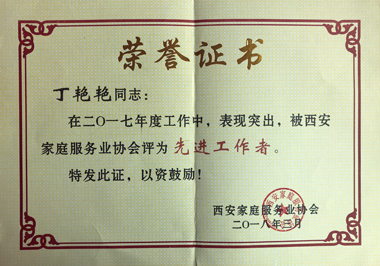 荣誉证书
丁艳艳同志：
在二〇一七年度工作中，表现突出，被西安
家庭服务业协会评为先进工作者。
特发此证，以资鼓励！
西安家庭服务业协会
二〇一八年三月